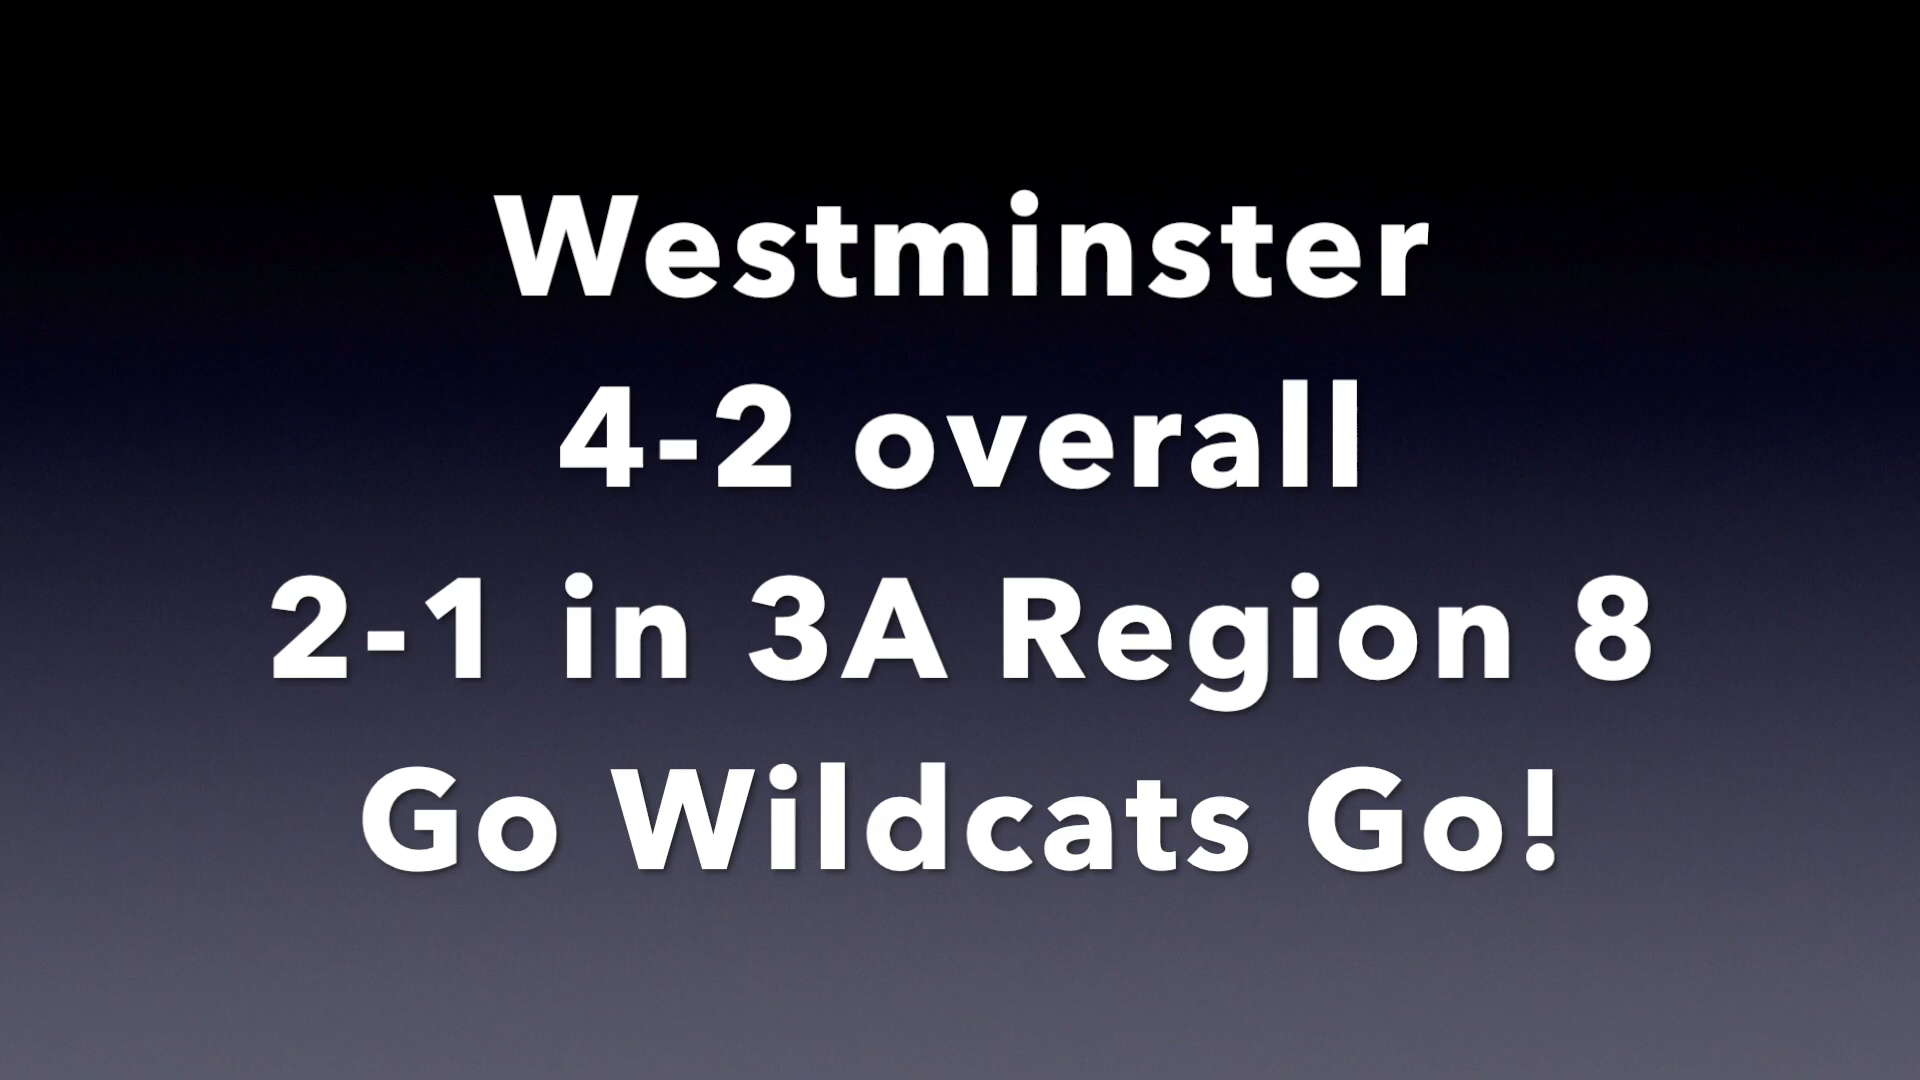 Westminster
4-2 overall
2-1 in 3A Region 8
Go Wildcats Go!